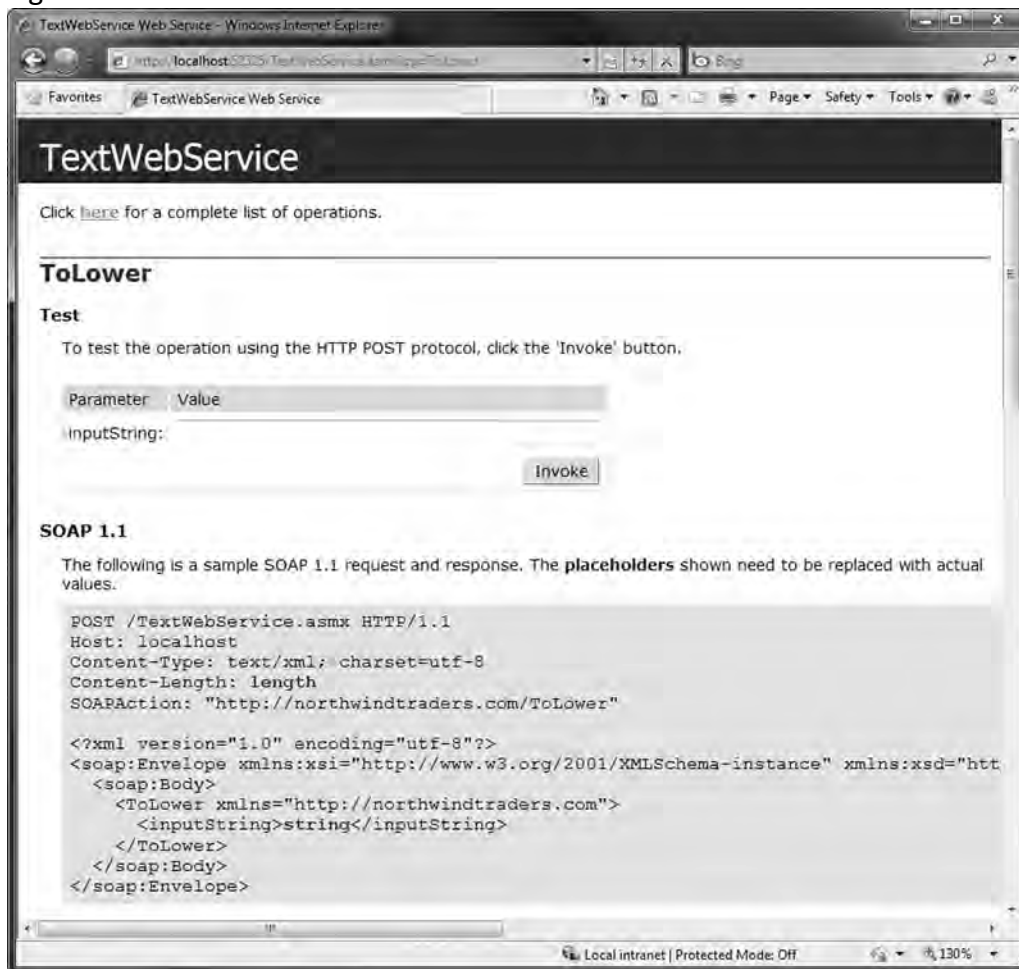 TextWebService Web Service - Windows Internet Explorer
localhost
Bing
Favorites
TextWebService Web Service
Page
Safety
Tools
TextWebService
Click here for a complete list of operations.
ToLower
Test
To test the operation using the HTTP POST protocol, click the 'Invoke' button.
Parameter Value
inputString:
Invoke
SOAP 1.1
The following is a sample SOAP 1.1 request and response. The placeholders shown need to be replaced with actual
values.
POST /TextWebService.asmx HTTP/1.1
Host: localhost
Content-Type: text/xml; charset=utf-8
Content-Length: length
SOAPAction: "http://northwindtraders.com/ToLower"
<?xml version="1.0" encoding="utf-8"?>
<soap:Envelope xmlns:xsi="http://www.w3.org/2001/XMLSchema-instance" xmlns:xsd="htt
<soap:Body>
<ToLower xmlns="http://northwindtraders.com">
<inputString>string</inputString>
</ToLower>
</soap:Body>
</soap:Envelope>
Local intranet | Protected Mode: Off
130%